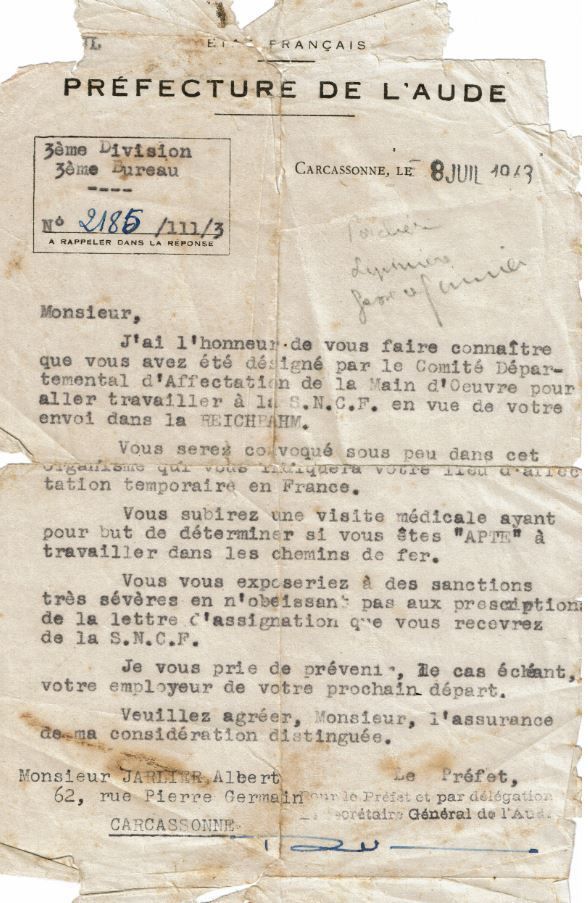 ÉTAT FRANÇAIS
PRÉFECTURE DE L'AUDE
3ème Division
3ème Bureau
----
N° 2185 /111/3
A RAPPELER DANS LA RÉPONSE
CARCASSONNE, LE 8 JUIL 1943
Monsieur,
J'ai l'honneur de vous faire connaître
que vous avez été désigné par le Comité Dépar-
temental d'Affectation de la Main d'Oeuvre pour
aller travailler à la S.N.C.F. en vue de votre
envoi dans la REICHBAHM.
Vous serez convoqué sous peu dans cet
organisme qui vous indiquera votre lieu d'affec
tation temporaire en France.
Vous subirez une visite médicale ayant
pour but de déterminer si vous êtes "APTE" à
travailler dans les chemins de fer.
Vous vous exposeriez à des sanctions
très sévères en n'obéissant pas aux prescription
de la lettre d'assignation que vous recevrez
de la S.N.C.F.
Je vous prie de prévenir, le cas échéant,
votre employeur de votre prochain départ.
Veuillez agréer, Monsieur, l'assurance
de ma considération distinguée.
Monsieur JARLIER Albert
62, rue Pierre Germain
CARCASSONNE
Le Préfet,
Pour le Préfet et par délégation
Le Secrétaire Général de l'Aude